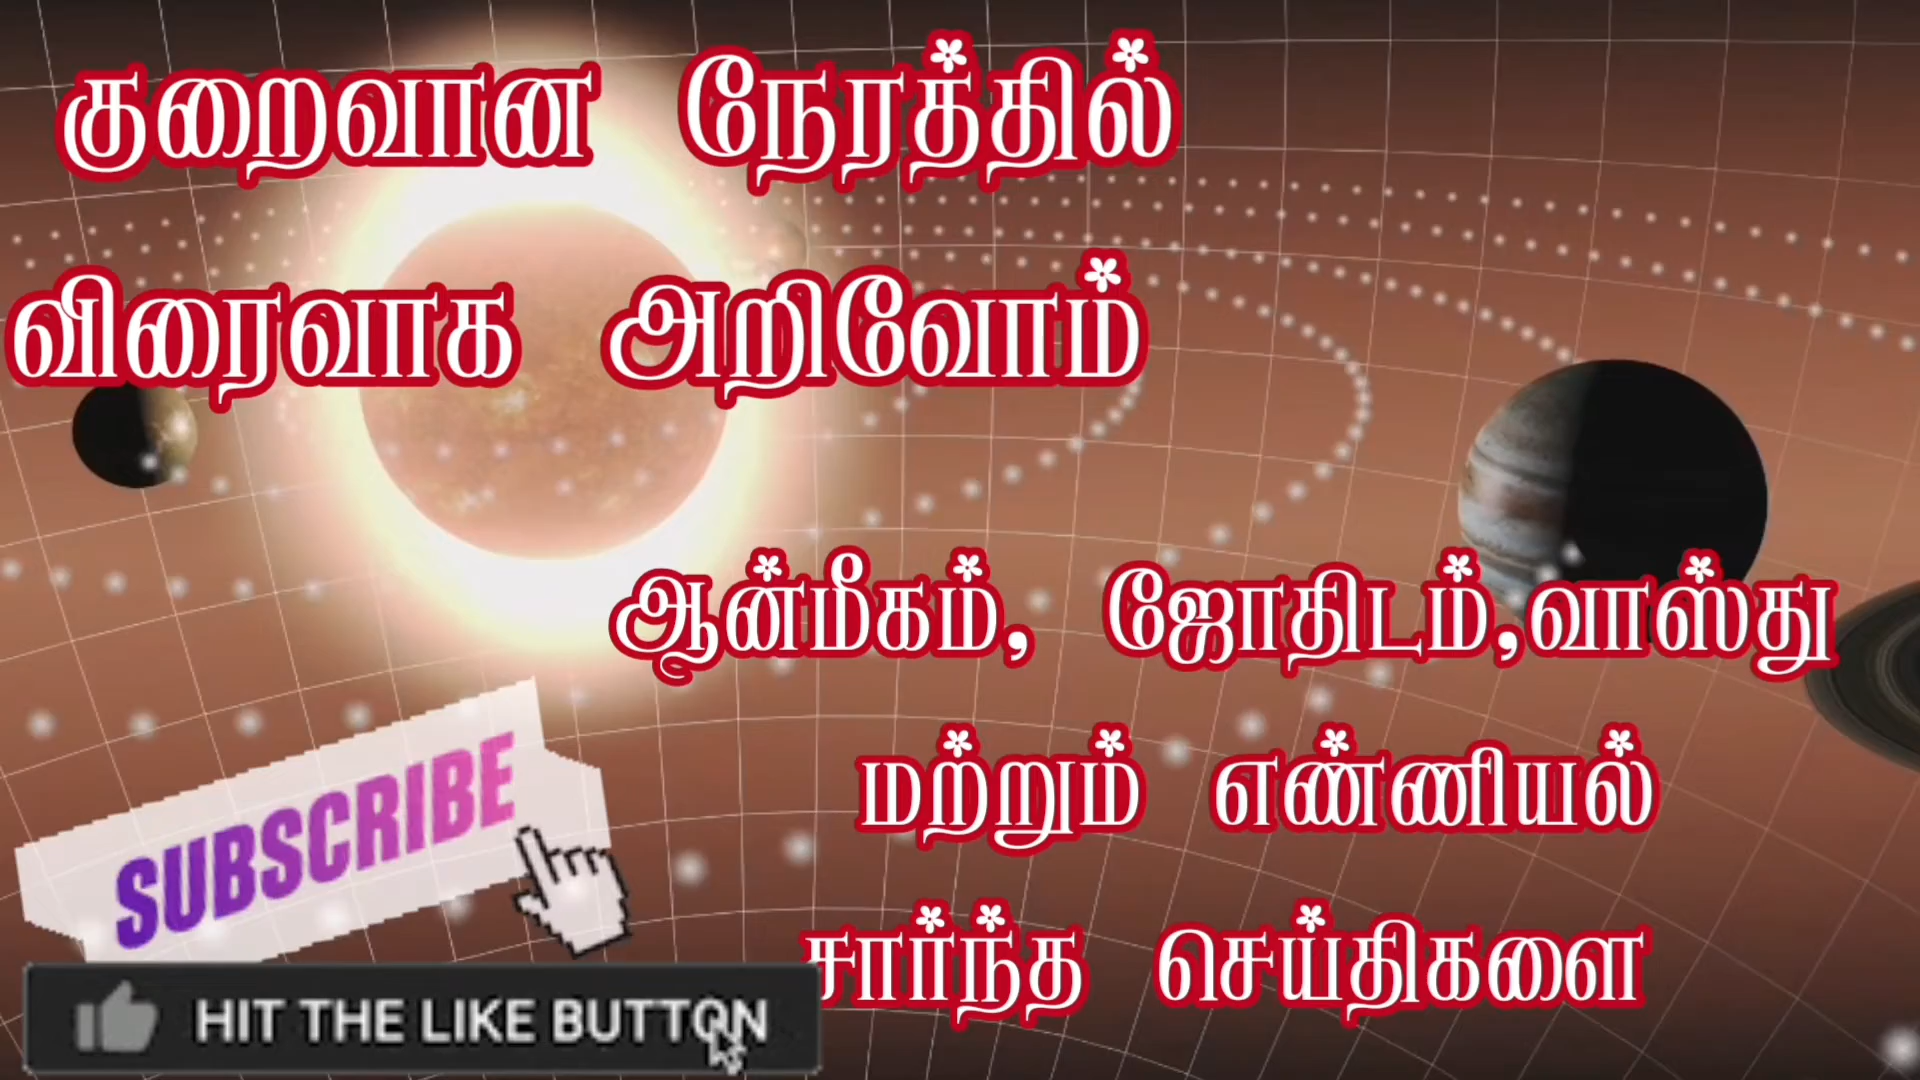 குறைவான நேரத்தில்
விரைவாக அறிவோம்
ஆன்மீகம், ஜோதிடம்,வாஸ்து
மற்றும் எண்ணியல்
சார்ந்த செய்திகளை
SUBSCRIBE
HIT THE LIKE BUTTON